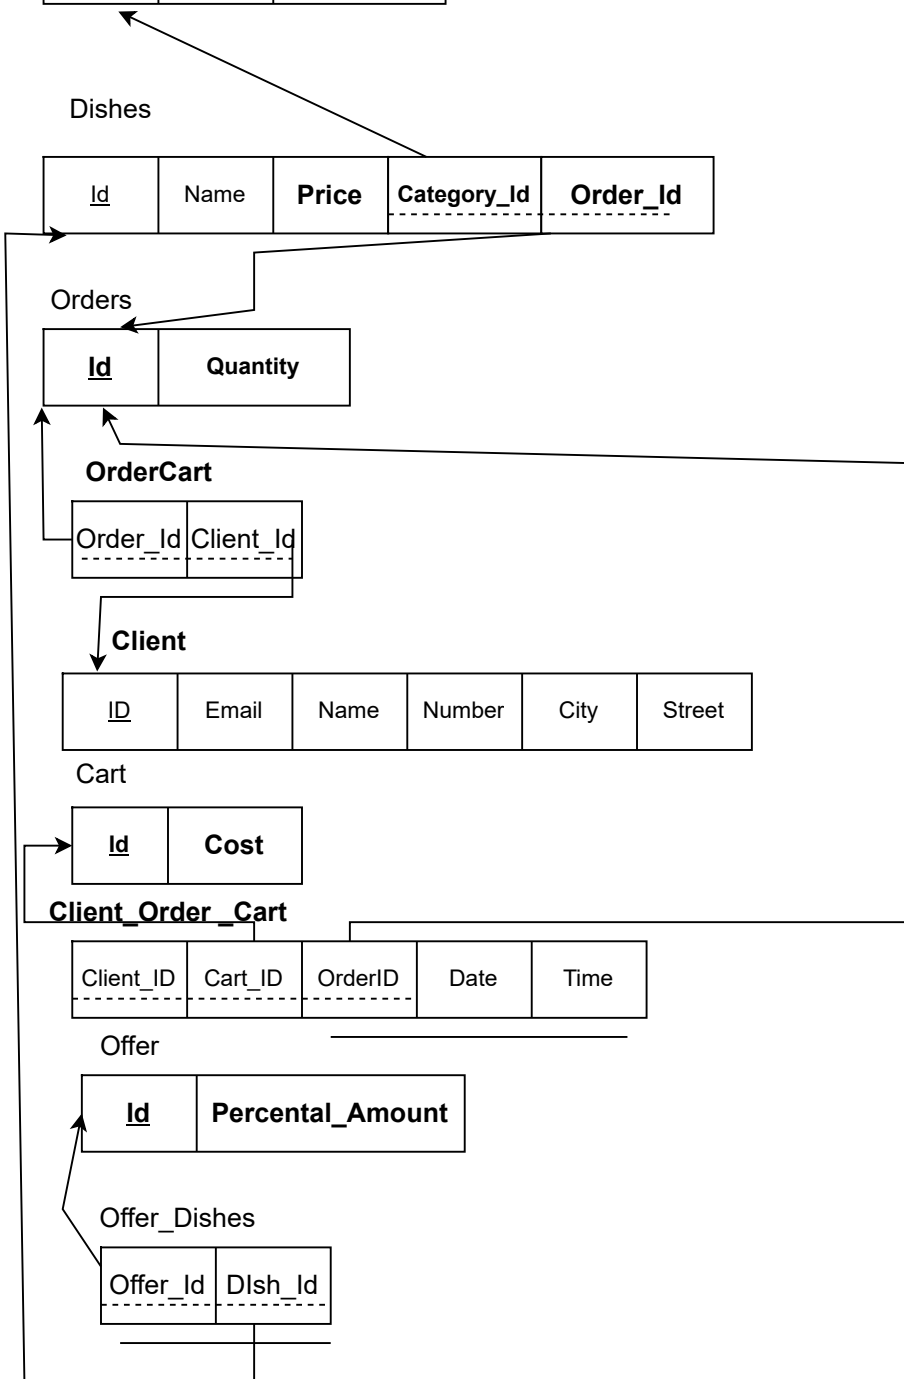 Dishes
Id Name Price Category_Id Order_Id
Orders
Id Quantity
OrderCart
Order_Id Client_Id
Client
ID Email Name Number City Street
Cart
Id Cost
Client_Order _Cart
Client_ID Cart_ID OrderID Date Time
Offer
Id Percental_Amount
Offer_Dishes
Offer_Id DIsh_Id